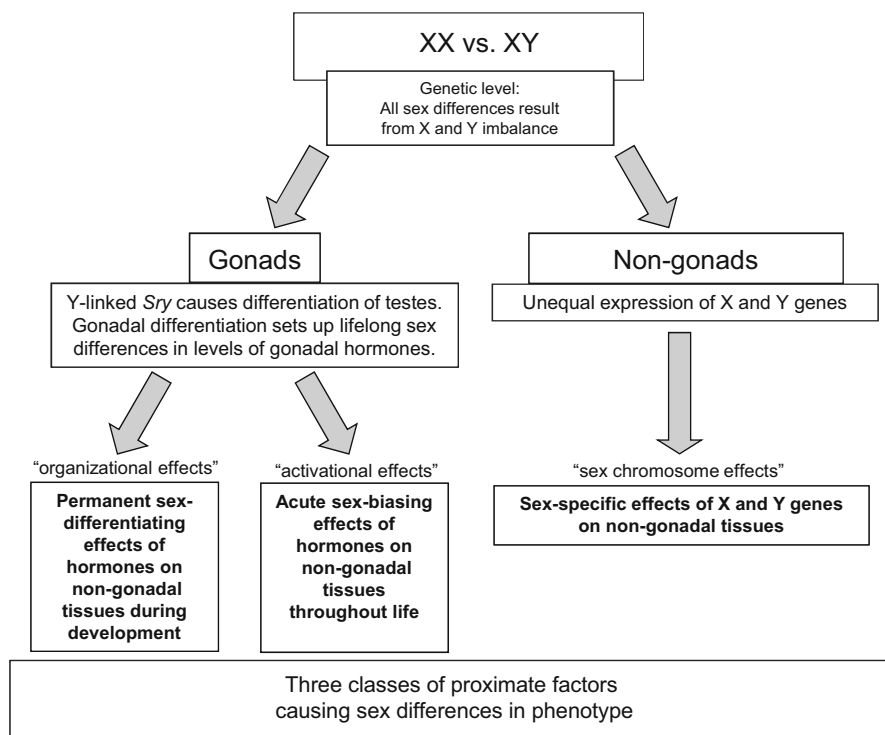 XX vs. XY
Genetic level:
All sex differences result
from X and Y imbalance
Gonads
Y-linked Sry causes differentiation of testes.
Gonadal differentiation sets up lifelong sex
differences in levels of gonadal hormones.
Non-gonads
Unequal expression of X and Y genes
“organizational effects”
Permanent sex-
differentiating
effects of
hormones on
non-gonadal
tissues during
development
“activational effects”
Acute sex-biasing
effects of
hormones on
non-gonadal
tissues
throughout life
“sex chromosome effects”
Sex-specific effects of X and Y genes
on non-gonadal tissues
Three classes of proximate factors
causing sex differences in phenotype